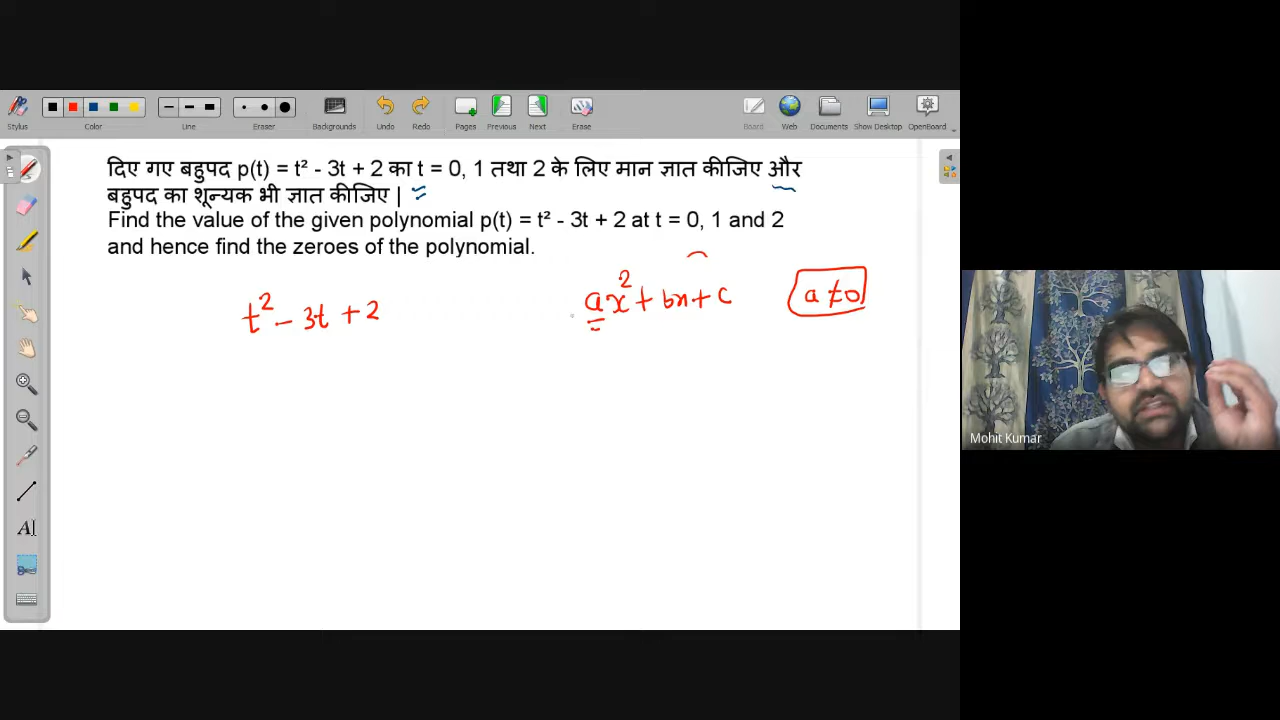 Stylus
Color
Line
Eraser
Backgrounds
Undo
Redo
Pages
Previous
Next
Erase
Board
Web
Documents
Show Desktop
OpenBoard
दिए गए बहुपद p(t) = t² - 3t + 2 का t = 0, 1 तथा 2 के लिए मान ज्ञात कीजिए और
बहुपद का शून्यक भी ज्ञात कीजिए |
Find the value of the given polynomial p(t) = t² - 3t + 2 at t = 0, 1 and 2
and hence find the zeroes of the polynomial.
t² - 3t + 2
ax² + bx + c
a ≠ 0
Mohit Kumar